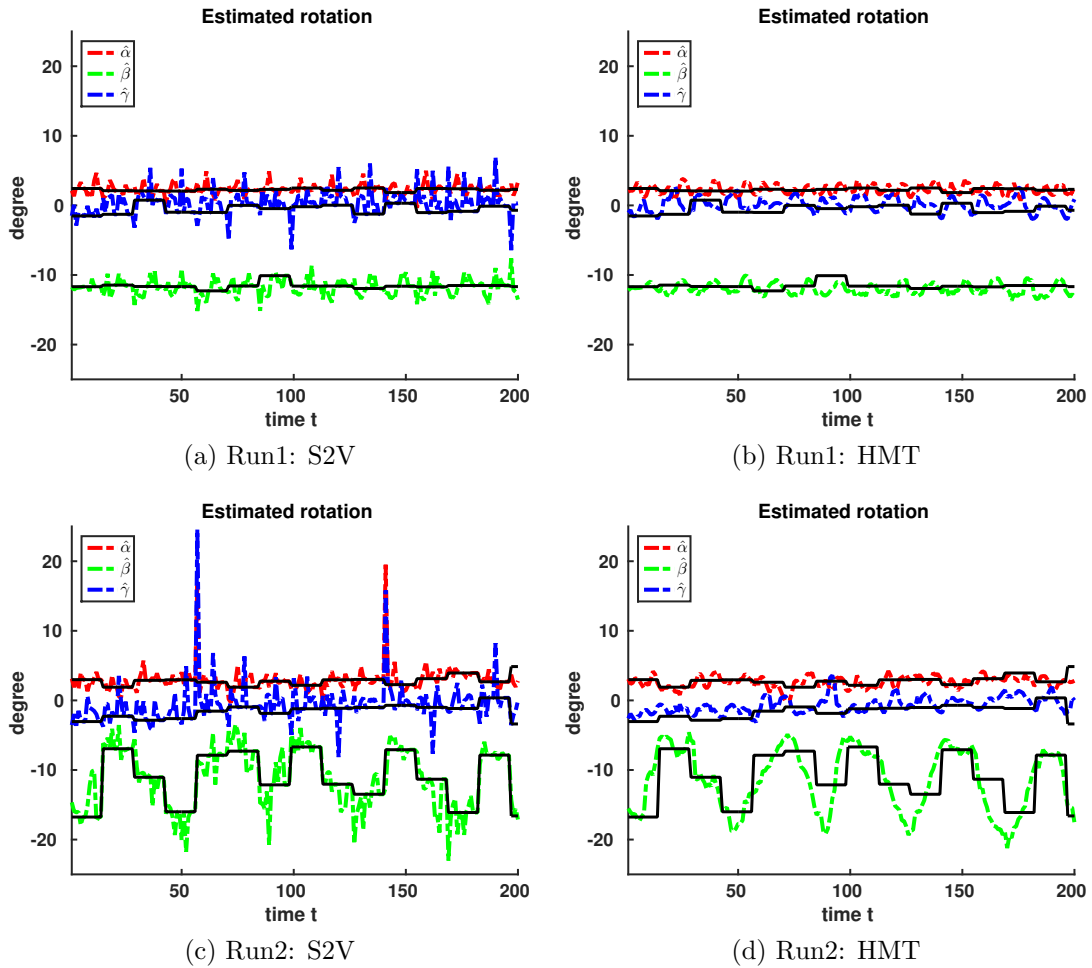 Estimated rotation
α̂
β̂
γ̂
degree
20
10
0
-10
-20
50
100
150
200
time t
(a) Run1: S2V
Estimated rotation
α̂
β̂
γ̂
degree
20
10
0
-10
-20
50
100
150
200
time t
(b) Run1: HMT
Estimated rotation
α̂
β̂
γ̂
degree
20
10
0
-10
-20
50
100
150
200
time t
(c) Run2: S2V
Estimated rotation
α̂
β̂
γ̂
degree
20
10
0
-10
-20
50
100
150
200
time t
(d) Run2: HMT